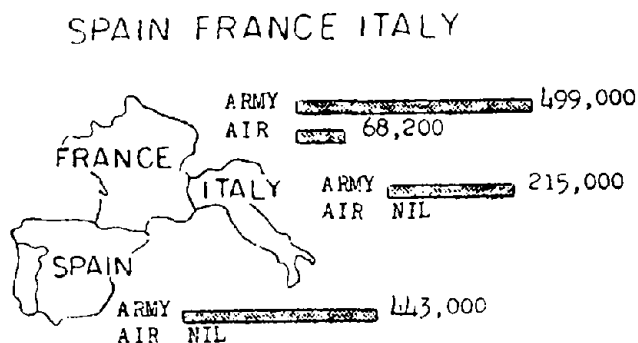 SPAIN FRANCE ITALY
ARMY 499,000
AIR 68,200
FRANCE
ITALY
ARMY 215,000
AIR NIL
SPAIN
ARMY 443,000
AIR NIL